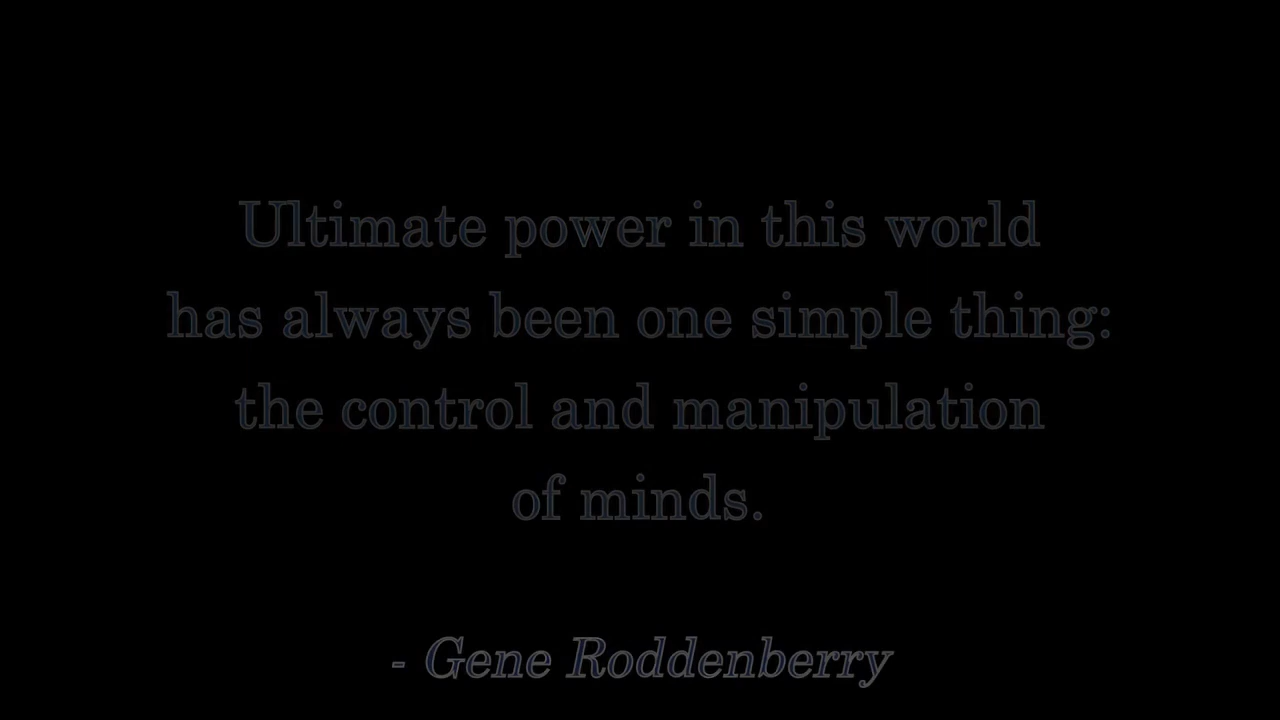 Ultimate power in this world
has always been one simple thing:
the control and manipulation
of minds.
- Gene Roddenberry